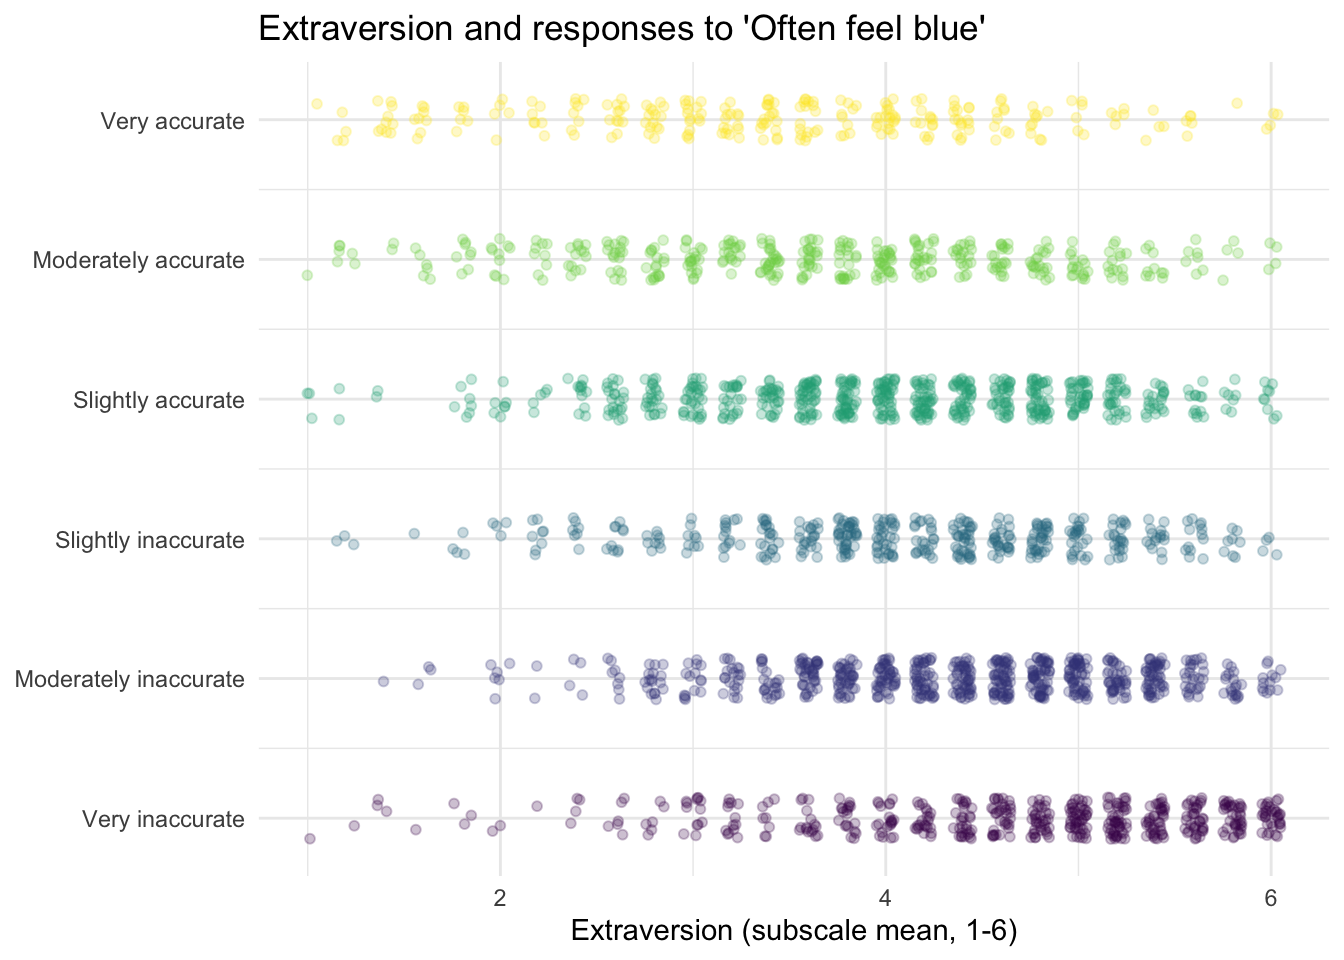 Extraversion and responses to 'Often feel blue'
Very accurate
Moderately accurate
Slightly accurate
Slightly inaccurate
Moderately inaccurate
Very inaccurate
2 4 6
Extraversion (subscale mean, 1-6)